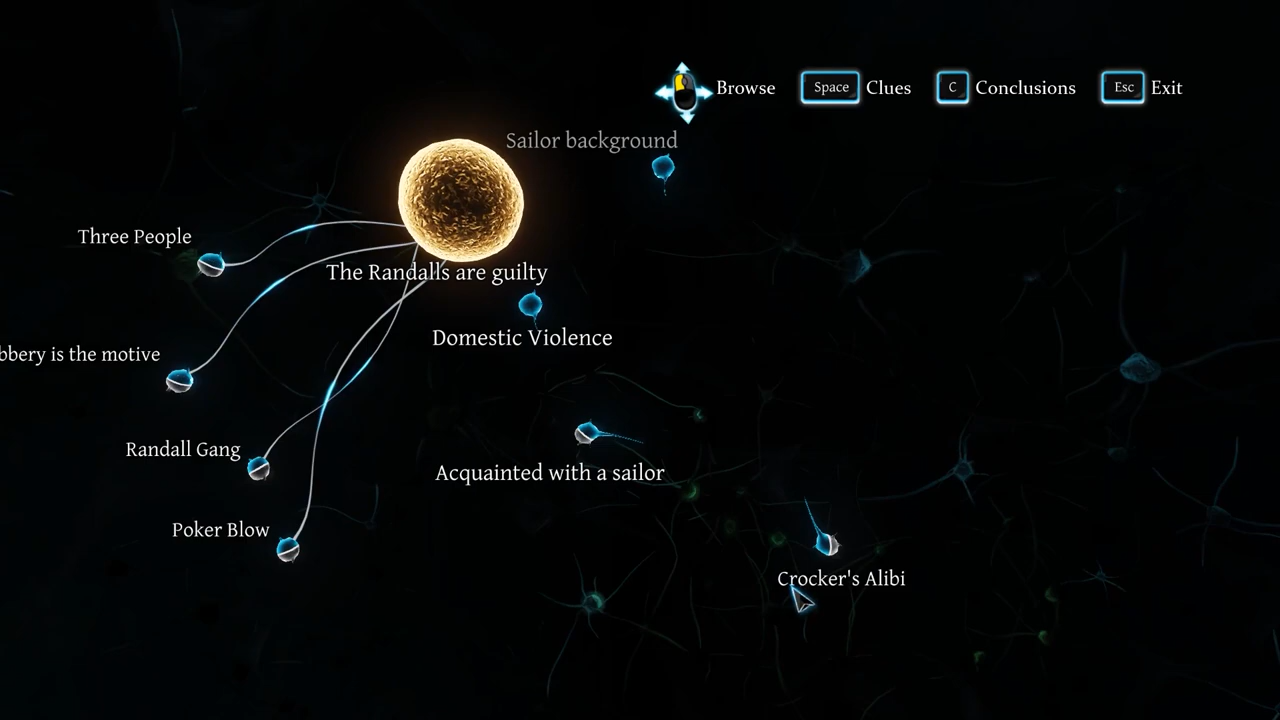 Browse
Space
Clues
C
Conclusions
Esc
Exit
Sailor background
Three People
The Randalls are guilty
Domestic Violence
bbery is the motive
Randall Gang
Acquainted with a sailor
Poker Blow
Crocker's Alibi